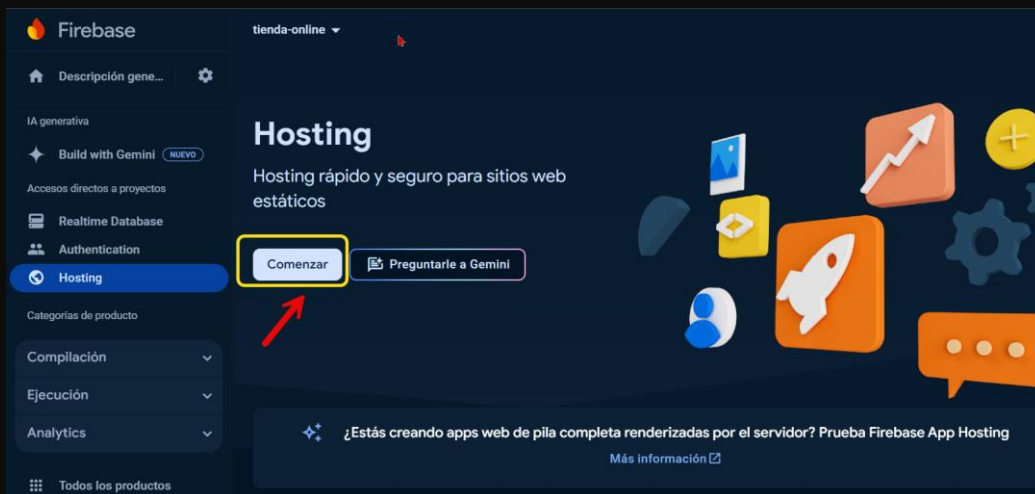 Firebase
tienda-online
Descripción gene...
IA generativa
Build with Gemini NUEVO
Accesos directos a proyectos
Realtime Database
Authentication
Hosting
Categorías de producto
Compilación
Ejecución
Analytics
Todos los productos
Hosting
Hosting rápido y seguro para sitios web
estáticos
Comenzar
Preguntarle a Gemini
¿Estás creando apps web de pila completa renderizadas por el servidor? Prueba Firebase App Hosting
Más información